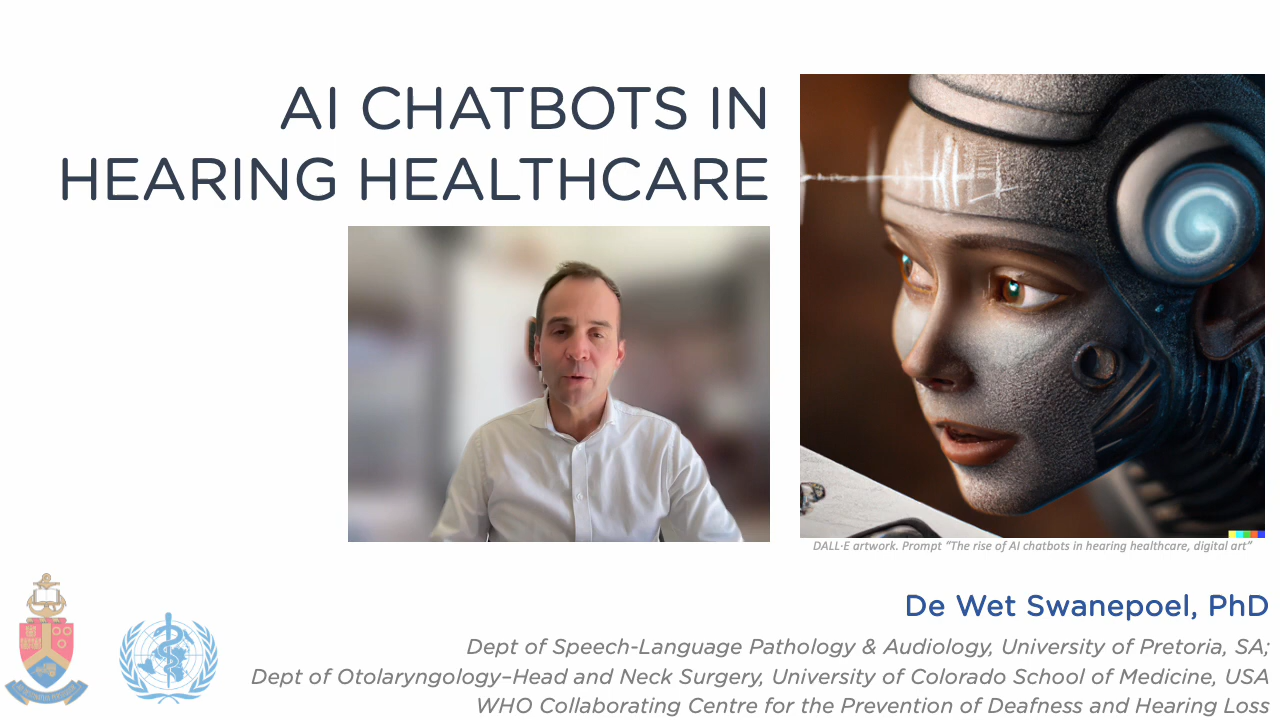 AI CHATBOTS IN
HEARING HEALTHCARE
DALL·E artwork. Prompt “The rise of AI chatbots in hearing healthcare, digital art”
De Wet Swanepoel, PhD
Dept of Speech-Language Pathology & Audiology, University of Pretoria, SA;
Dept of Otolaryngology–Head and Neck Surgery, University of Colorado School of Medicine, USA
WHO Collaborating Centre for the Prevention of Deafness and Hearing Loss